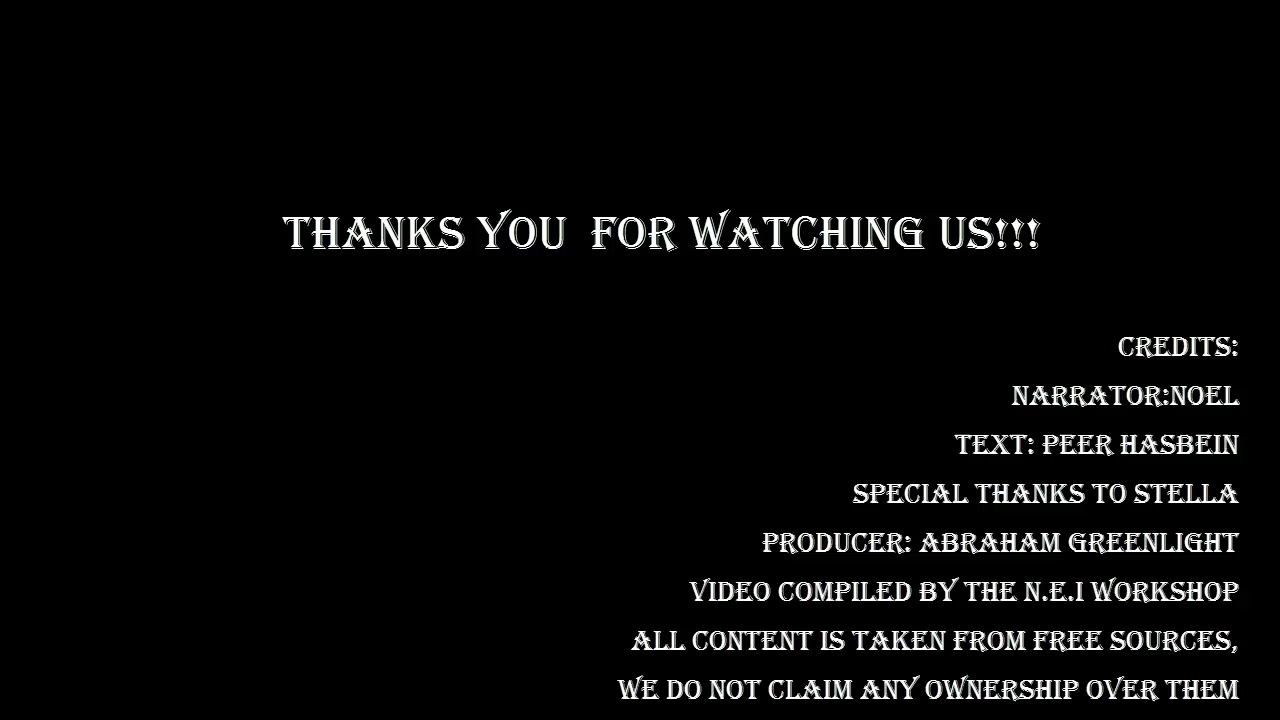 THANKS YOU  FOR WATCHING US!!!
CREDITS:
NARRATOR:NOEL
TEXT: PEER HASBEIN
SPECIAL THANKS TO STELLA
PRODUCER: ABRAHAM GREENLIGHT
VIDEO COMPILED BY THE N.E.I WORKSHOP
ALL CONTENT IS TAKEN FROM FREE SOURCES,
WE DO NOT CLAIM ANY OWNERSHIP OVER THEM